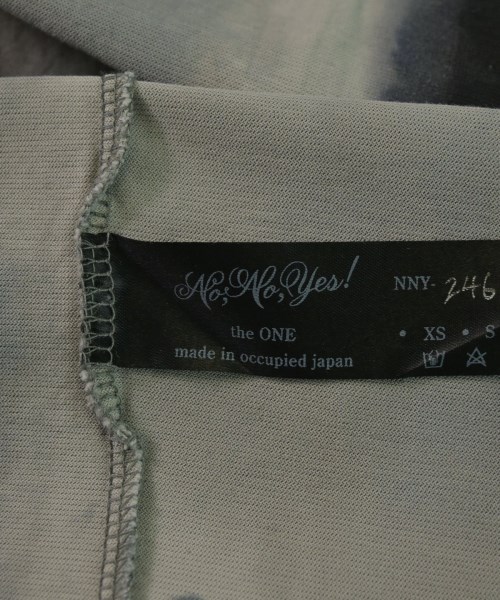 No, No, Yes!
the ONE
made in occupied japan
NNY- 246
• XS • S